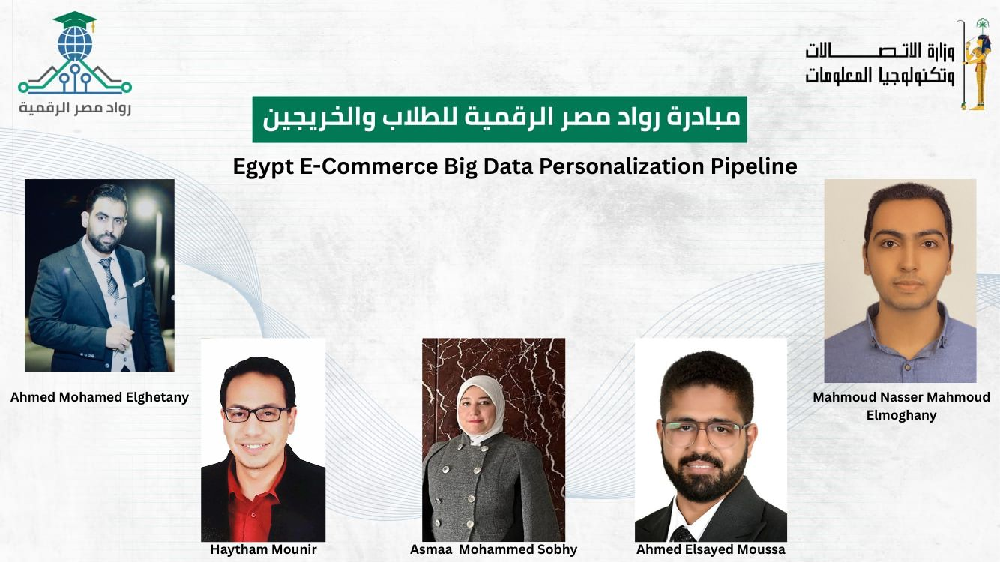 وزارة الاتصالات
وتكنولوجيا المعلومات
رواد مصر الرقمية
مبادرة رواد مصر الرقمية للطلاب والخريجين
Egypt E-Commerce Big Data Personalization Pipeline
Ahmed Mohamed Elghetany
Mahmoud Nasser Mahmoud
Elmoghany
Haytham Mounir
Asmaa Mohammed Sobhy
Ahmed Elsayed Moussa